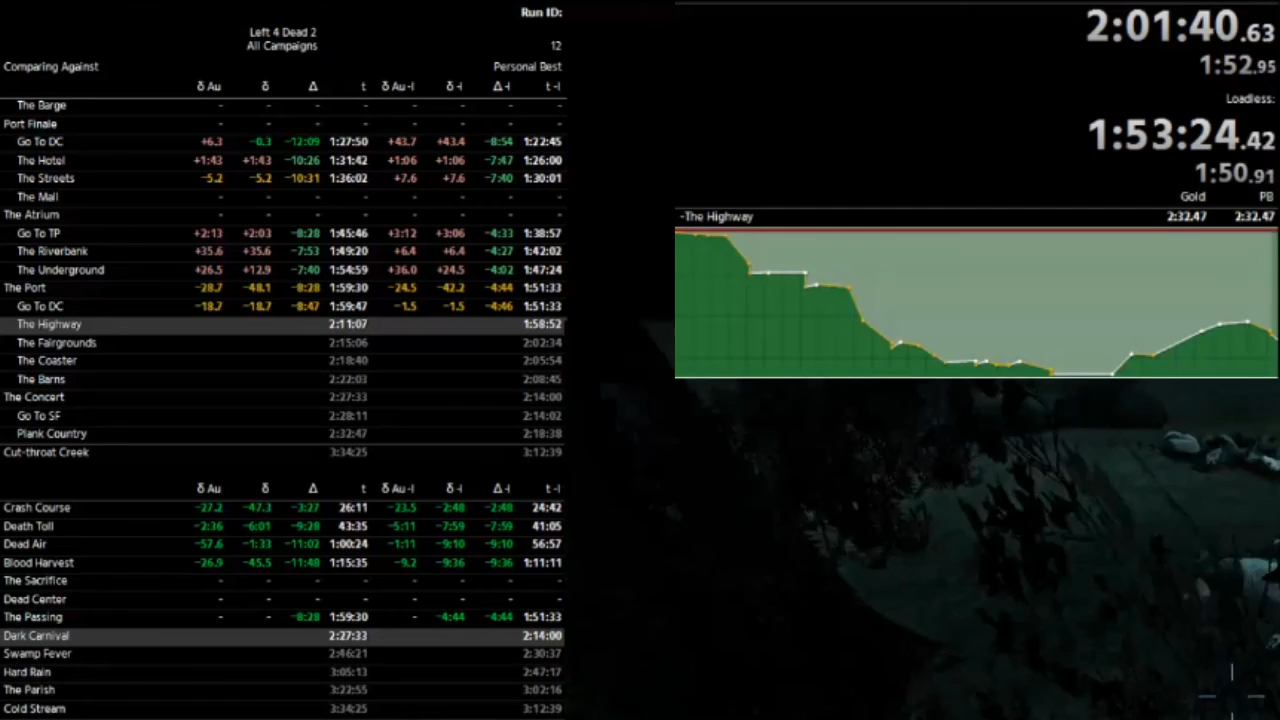 Run ID:
Left 4 Dead 2
All Campaigns 12
Comparing Against Personal Best
δ Au δ Δ t δ Au-l δ-l Δ-l t-l
The Barge - - - - - - - -
Port Finale - - - - - - - -
Go To DC +6.3 −0.3 −12:09 1:27:50 +43.7 +43.4 −8:54 1:22:45
The Hotel +1:43 +1:43 −10:26 1:31:42 +1:06 +1:06 −7:47 1:26:00
The Streets −5.2 −5.2 −10:31 1:36:02 +7.6 +7.6 −7:40 1:30:01
The Mall - - - - - - - -
The Atrium - - - - - - - -
Go To TP +2:13 +2:03 −8:28 1:45:46 +3:12 +3:06 −4:33 1:38:57
The Riverbank +35.6 +35.6 −7:53 1:49:20 +6.4 +6.4 −4:27 1:42:02
The Underground +26.5 +12.9 −7:40 1:54:59 +36.0 +24.5 −4:02 1:47:24
The Port −28.7 −48.1 −8:28 1:59:30 −24.5 −42.2 −4:44 1:51:33
Go To DC −18.7 −18.7 −8:47 1:59:47 −1.5 −1.5 −4:46 1:51:33
The Highway 2:11:07 1:58:52
The Fairgrounds 2:15:06 2:02:34
The Coaster 2:18:40 2:05:54
The Barns 2:22:03 2:08:45
The Concert 2:27:33 2:14:00
Go To SF 2:28:11 2:14:02
Plank Country 2:32:47 2:18:38
Cut-throat Creek 3:34:25 3:12:39
δ Au δ Δ t δ Au-l δ-l Δ-l t-l
Crash Course −27.2 −47.3 −3:27 26:11 −23.5 −2:48 −2:48 24:42
Death Toll −2:36 −6:01 −9:28 43:35 −5:11 −7:59 −7:59 41:05
Dead Air −57.6 −1:33 −11:02 1:00:24 −1:11 −9:10 −9:10 56:57
Blood Harvest −26.9 −45.5 −11:48 1:15:35 −9.2 −9:36 −9:36 1:11:11
The Sacrifice - - - - - - - -
Dead Center - - - - - - - -
The Passing - - −8:28 1:59:30 - −4:44 −4:44 1:51:33
Dark Carnival 2:27:33 2:14:00
Swamp Fever 2:46:21 2:30:37
Hard Rain 3:05:13 2:47:17
The Parish 3:22:55 3:02:16
Cold Stream 3:34:25 3:12:39
2:01:40.63
1:52.95
Loadless:
1:53:24.42
1:50.91
Gold PB
-The Highway 2:32.47 2:32.47